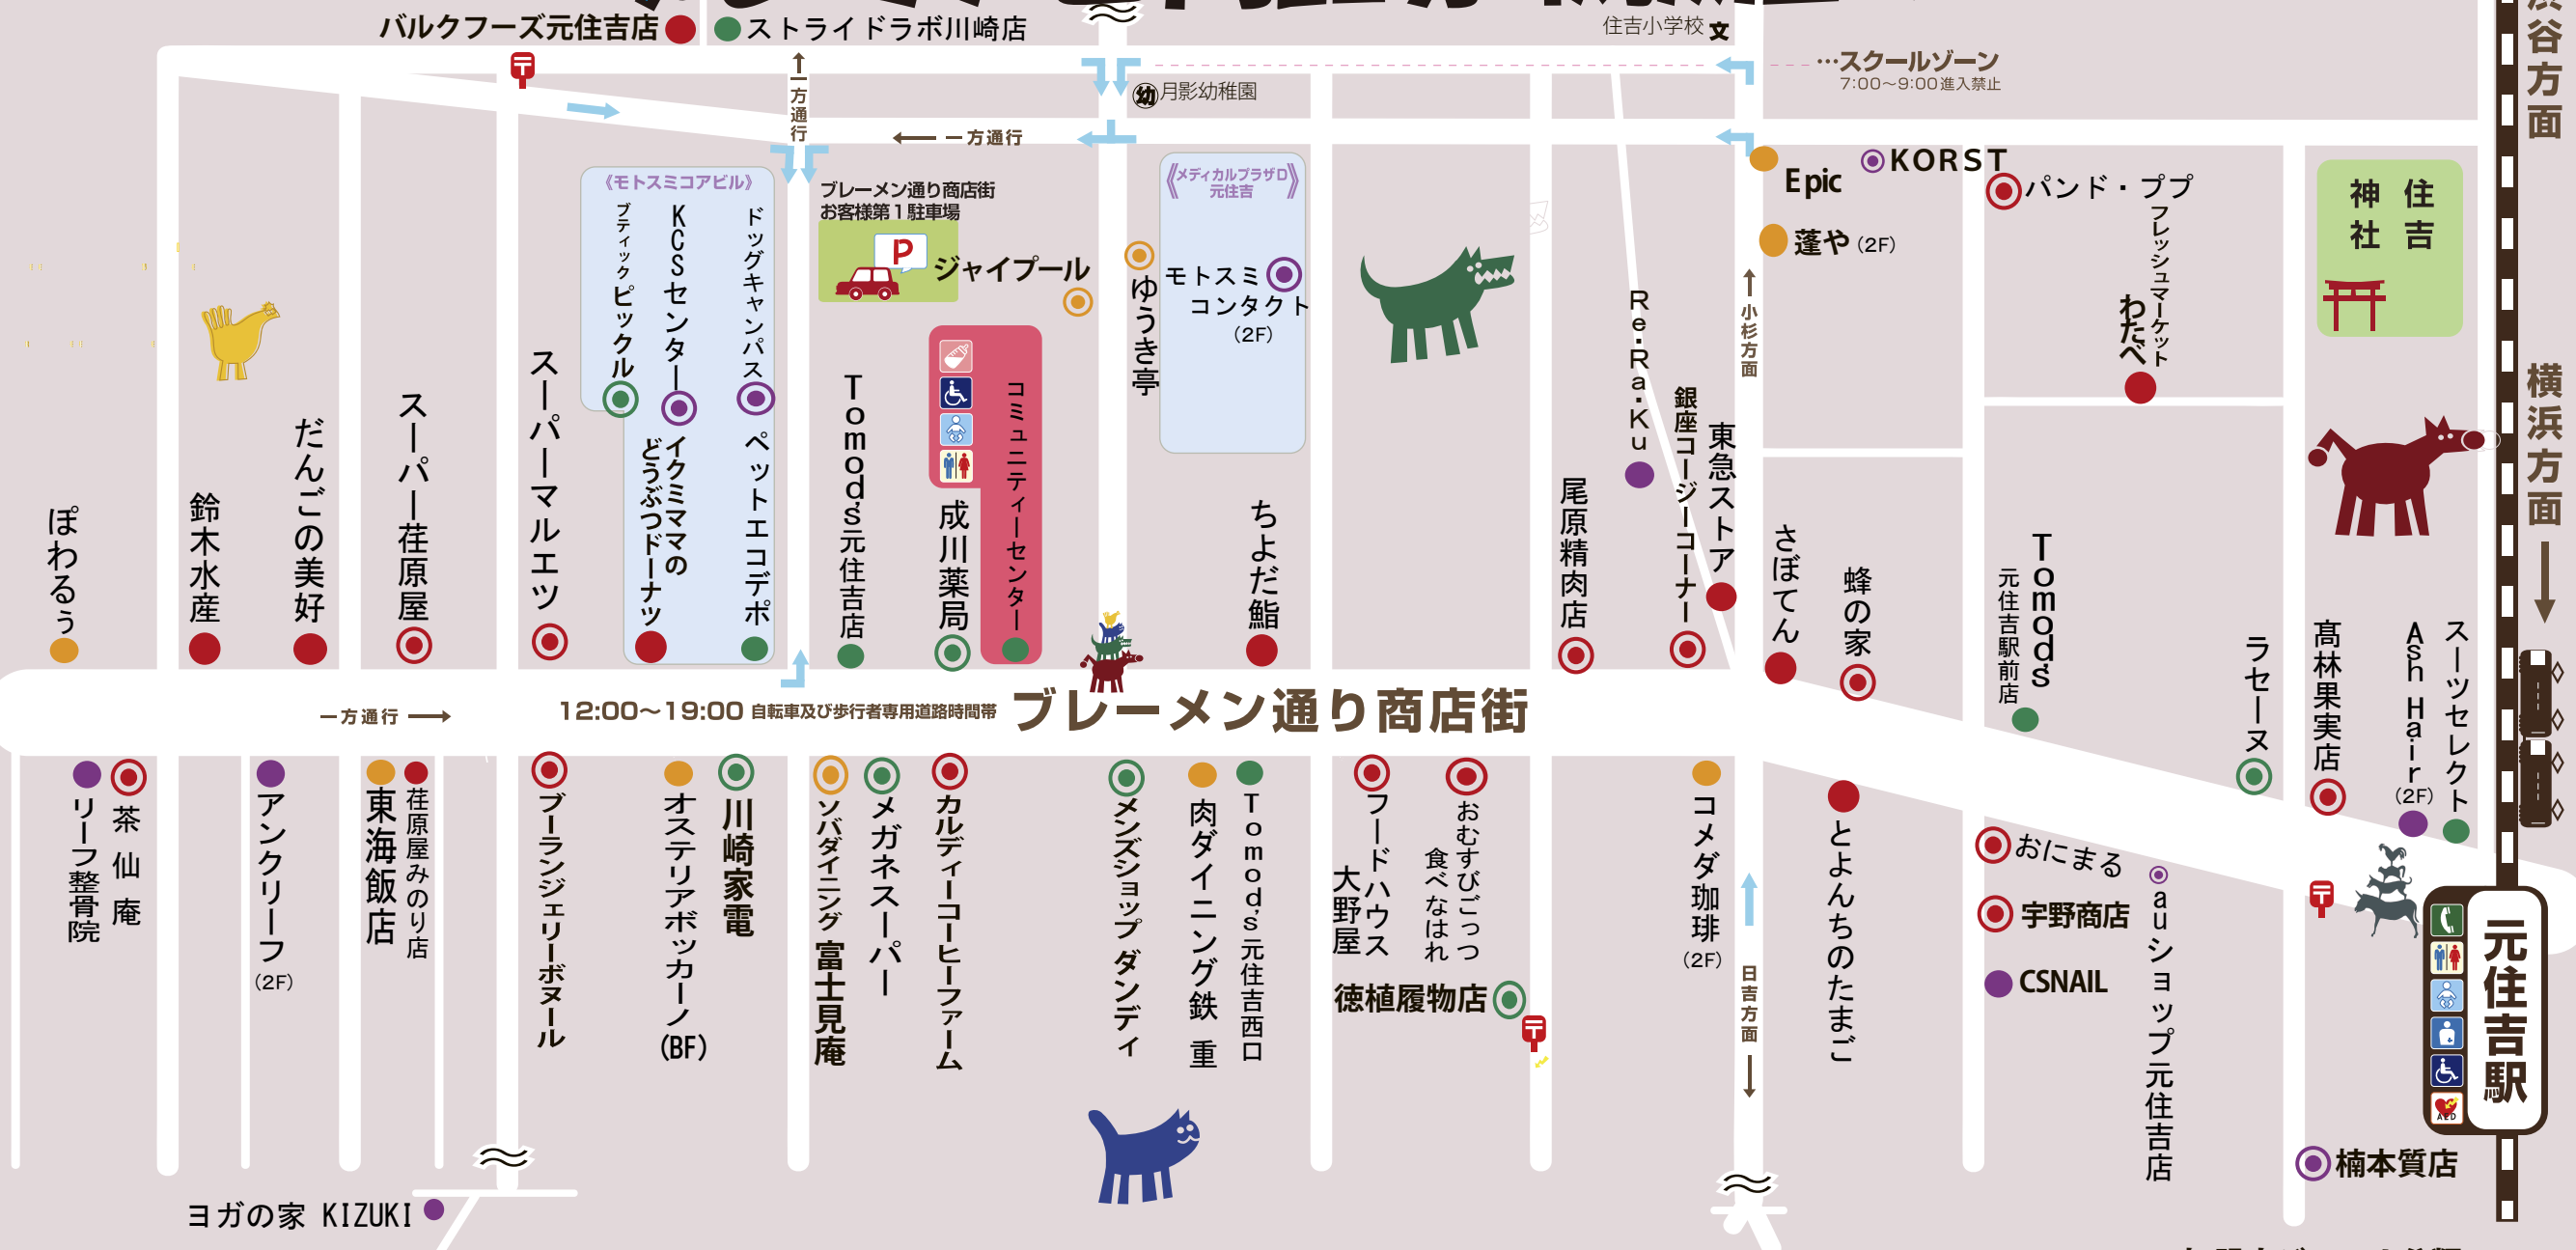 バルクフーズ元住吉店
ストライドラボ川崎店
住吉小学校
文
…スクールゾーン
7:00〜9:00進入禁止
幼 月影幼稚園
一方通行
一方通行
渋谷方面
横浜方面
《モトスミコアビル》
ブティックピックル
KCSセンター
ドッグキャンパス
イクミママの
どうぶつドーナツ
ペットエコデポ
ブレーメン通り商店街
お客様第1駐車場
P
ジャイプール
ゆうき亭
《メディカルプラザD
元住吉》
モトスミ
コンタクト
(2F)
Epic
KORST
パンド・ププ
蓬や(2F)
フレッシュマーケット
わたべ
住吉
神社
小杉方面
Re・Ra・Ku
銀座コージーコーナー
東急ストア
尾原精肉店
ちよだ鮨
コミュニティーセンター
成川薬局
Tomod's元住吉店
スーパーマルエツ
スーパー荏原屋
だんごの美好
鈴木水産
ぽわるぅ
さぼてん
蜂の家
Tomod's
元住吉駅前店
ラセーヌ
髙林果実店
Ash Hair
(2F)
スーツセレクト
一方通行
12:00〜19:00 自転車及び歩行者専用道路時間帯
ブレーメン通り商店街
リーフ整骨院
茶仙庵
アンクリーフ
(2F)
東海飯店
荏原屋みのり店
ブーランジェリーボヌール
オステリアボッカーノ
(BF)
川崎家電
ソバダイニング 富士見庵
メガネスーパー
カルディーコーヒーファーム
メンズショップ ダンディ
肉ダイニング鉄重
Tomod's元住吉西口
フードハウス
大野屋
おむすびごっつ
食べなはれ
徳植履物店
コメダ珈琲
(2F)
日吉方面
とよんちのたまご
おにまる
宇野商店
CSNAIL
auショップ元住吉店
元住吉駅
AED
楠本質店
ヨガの家 KIZUKI